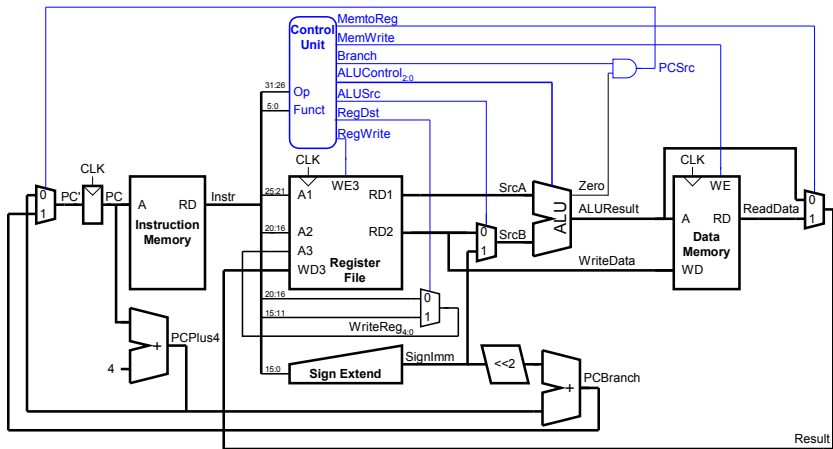 MemtoReg
Control
Unit
MemWrite
Branch
ALUControl2:0
PCSrc
31:26
Op
ALUSrc
5:0
Funct
RegDst
RegWrite
CLK
CLK
CLK
WE3
WE
0
1
PC'
PC
A
RD
Instr
25:21
A1
RD1
SrcA
Zero
0
1
Instruction
Memory
20:16
A2
RD2
0
1
SrcB
ALU
ALUResult
A
RD
ReadData
A3
Register
File
WD3
Data
Memory
WriteData
WD
20:16
0
15:11
1
WriteReg4:0
PCPlus4
+
4
SignImm
15:0
Sign Extend
<<2
+
PCBranch
Result